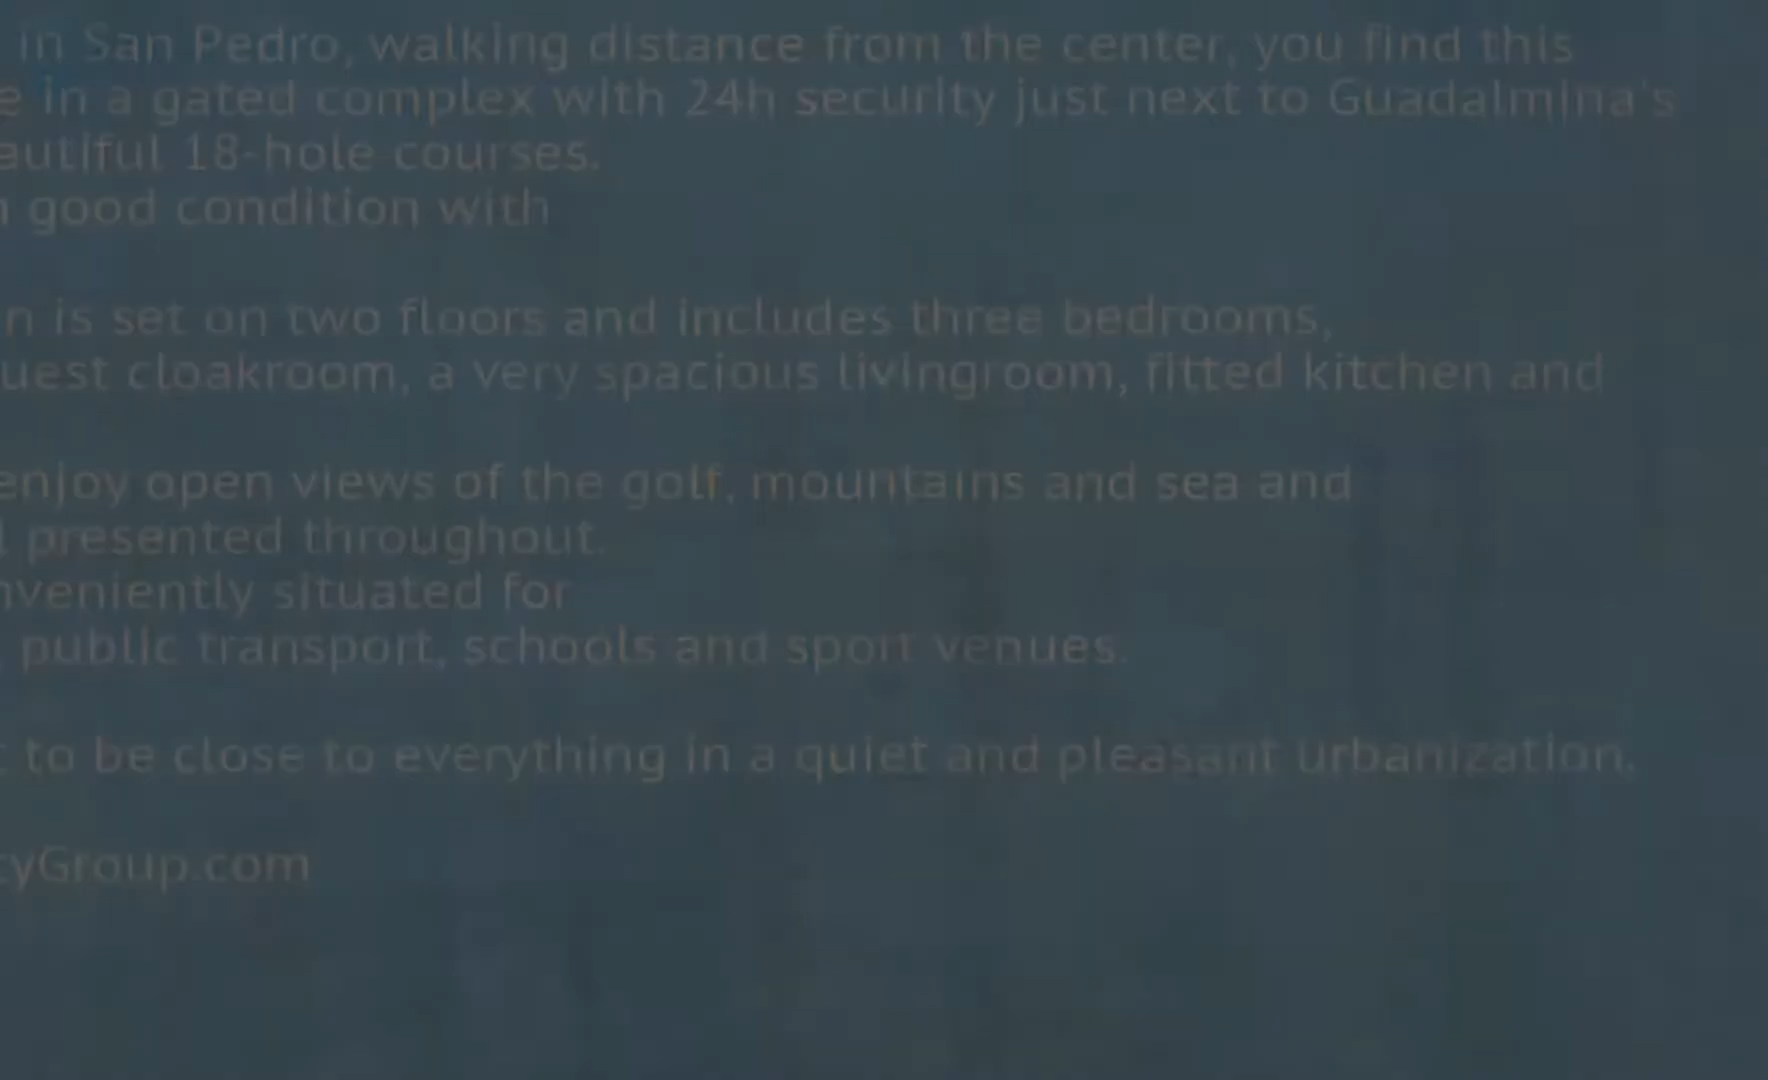 in San Pedro, walking distance from the center, you find this
e in a gated complex with 24h security just next to Guadalmina's
autiful 18-hole courses.
n good condition with
n is set on two floors and includes three bedrooms,
uest cloakroom, a very spacious livingroom, fitted kitchen and
enjoy open views of the golf, mountains and sea and
l presented throughout.
nveniently situated for
, public transport, schools and sport venues.
t to be close to everything in a quiet and pleasant urbanization.
tyGroup.com